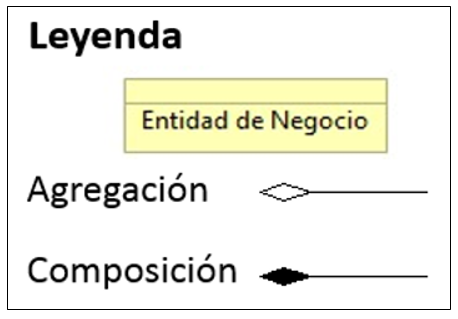 Leyenda
Entidad de Negocio
Agregación
Composición